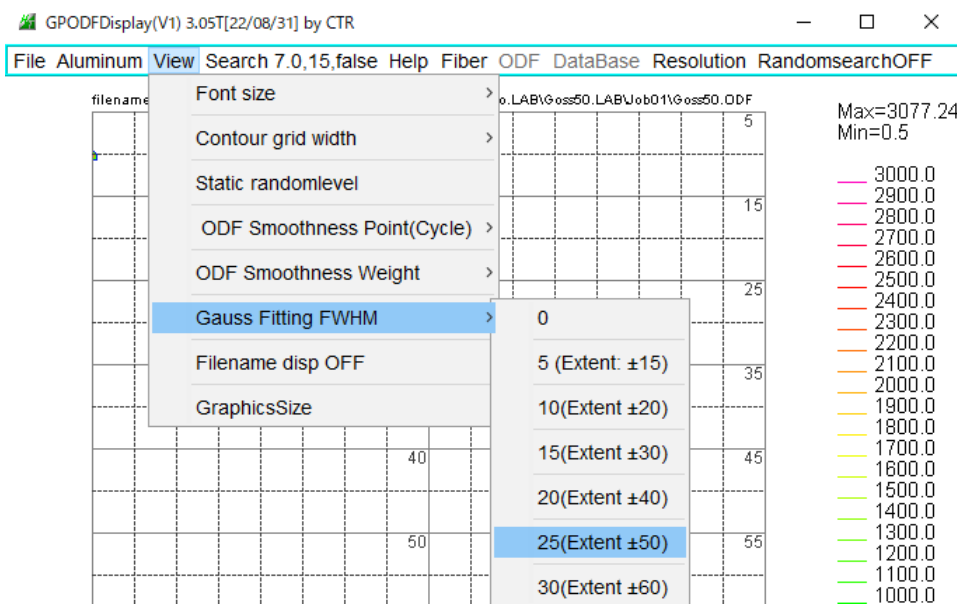 GPODFDisplay(V1) 3.05T[22/08/31] by CTR
File Aluminum View Search 7.0,15,false Help Fiber ODF DataBase Resolution RandomsearchOFF
filename
o.LAB\Goss50.LAB\Job01\Goss50.ODF
Font size
Contour grid width
Static randomlevel
ODF Smoothness Point(Cycle)
ODF Smoothness Weight
Gauss Fitting FWHM
Filename disp OFF
GraphicsSize
0
5 (Extent: ±15)
10(Extent ±20)
15(Extent ±30)
20(Extent ±40)
25(Extent ±50)
30(Extent ±60)
5
15
25
35
40
45
50
55
Max=3077.24
Min=0.5
3000.0
2900.0
2800.0
2700.0
2600.0
2500.0
2400.0
2300.0
2200.0
2100.0
2000.0
1900.0
1800.0
1700.0
1600.0
1500.0
1400.0
1300.0
1200.0
1100.0
1000.0